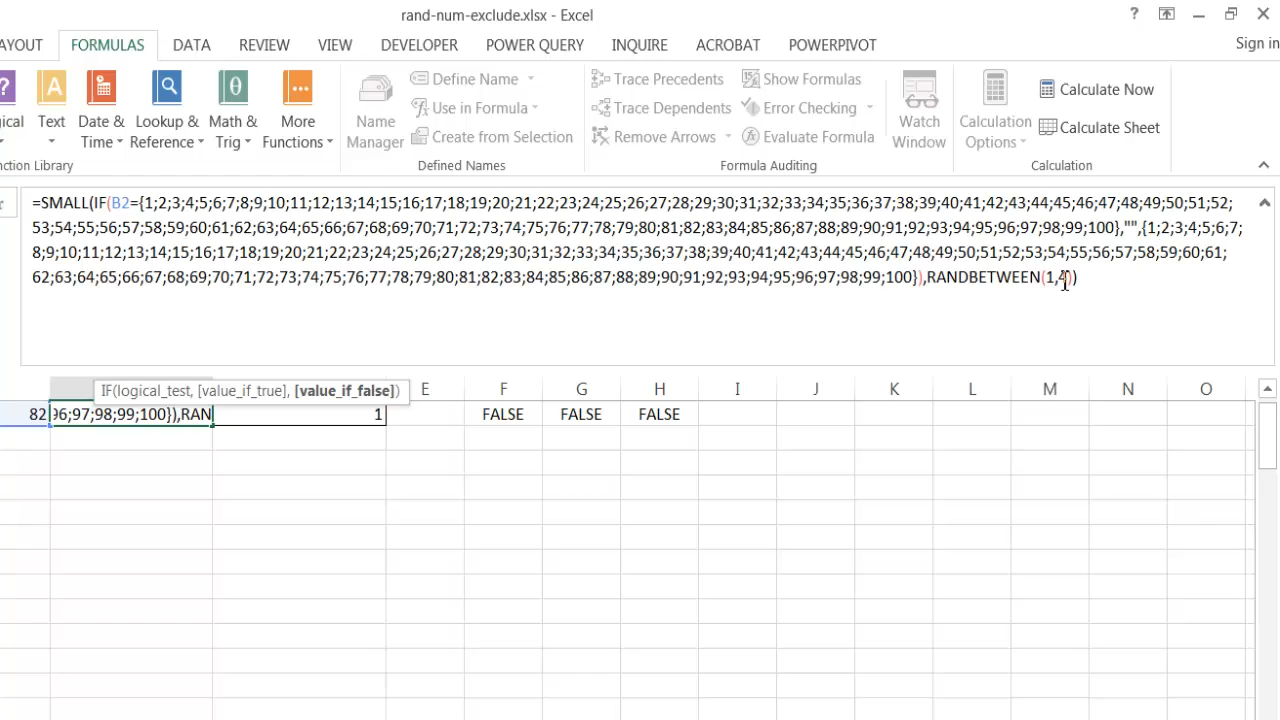 rand-num-exclude.xlsx - Excel
?
AYOUT FORMULAS DATA REVIEW VIEW DEVELOPER POWER QUERY INQUIRE ACROBAT POWERPIVOT Sign in
? A θ ...
gical Text Date & Time Lookup & Reference Math & Trig More Functions
nction Library
Name Manager
Define Name
Use in Formula
Create from Selection
Defined Names
Trace Precedents
Trace Dependents
Remove Arrows
Show Formulas
Error Checking
Evaluate Formula
Formula Auditing
Watch Window
Calculation Options
Calculate Now
Calculate Sheet
Calculation
=SMALL(IF(B2={1;2;3;4;5;6;7;8;9;10;11;12;13;14;15;16;17;18;19;20;21;22;23;24;25;26;27;28;29;30;31;32;33;34;35;36;37;38;39;40;41;42;43;44;45;46;47;48;49;50;51;52;
53;54;55;56;57;58;59;60;61;62;63;64;65;66;67;68;69;70;71;72;73;74;75;76;77;78;79;80;81;82;83;84;85;86;87;88;89;90;91;92;93;94;95;96;97;98;99;100},"",{1;2;3;4;5;6;7;
8;9;10;11;12;13;14;15;16;17;18;19;20;21;22;23;24;25;26;27;28;29;30;31;32;33;34;35;36;37;38;39;40;41;42;43;44;45;46;47;48;49;50;51;52;53;54;55;56;57;58;59;60;61;
62;63;64;65;66;67;68;69;70;71;72;73;74;75;76;77;78;79;80;81;82;83;84;85;86;87;88;89;90;91;92;93;94;95;96;97;98;99;100}),RANDBETWEEN(1,4))
IF(logical_test, [value_if_true], [value_if_false])
E F G H I J K L M N O
82 96;97;98;99;100}),RAN 1 FALSE FALSE FALSE